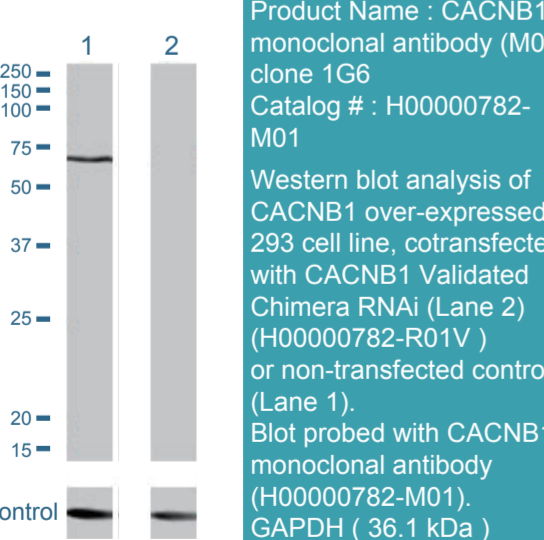 1 2
250
150
100
75
50
37
25
20
15
ontrol
Product Name : CACNB1
monoclonal antibody (M0
clone 1G6
Catalog # : H00000782-
M01
Western blot analysis of
CACNB1 over-expressed
293 cell line, cotransfecte
with CACNB1 Validated
Chimera RNAi (Lane 2)
(H00000782-R01V )
or non-transfected contro
(Lane 1).
Blot probed with CACNB1
monoclonal antibody
(H00000782-M01).
GAPDH ( 36.1 kDa )